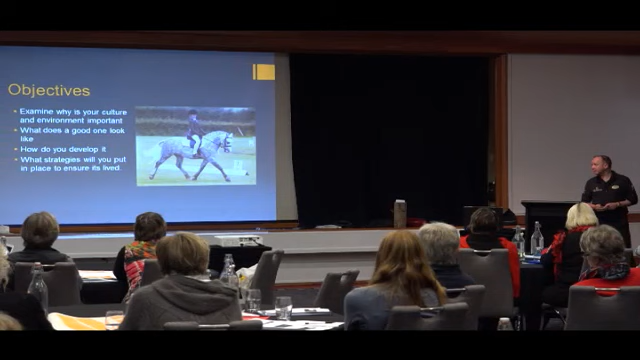 Objectives
Examine why is your culture
and environment important
What does a good one look
like
How do you develop it
What strategies will you put
in place to ensure its lived.